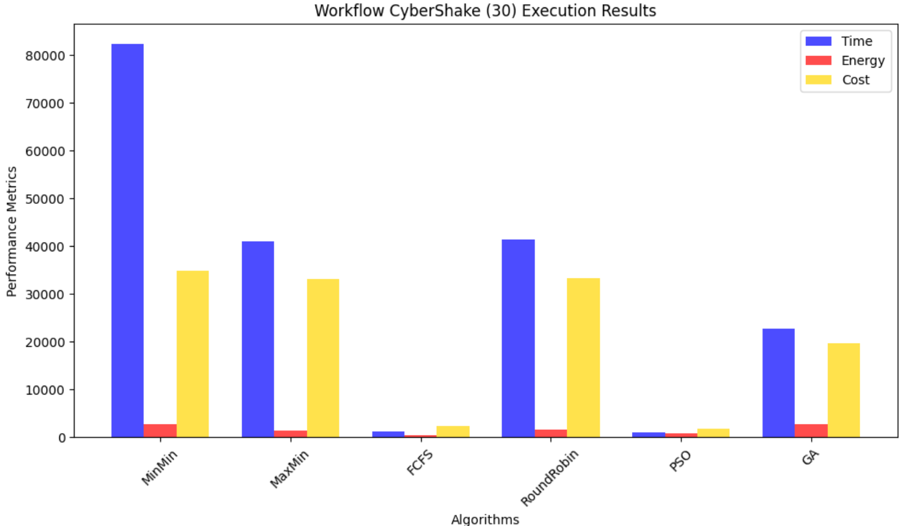 Workflow CyberShake (30) Execution Results
Time
Energy
Cost
Performance Metrics
80000
70000
60000
50000
40000
30000
20000
10000
0
MinMin
MaxMin
FCFS
RoundRobin
PSO
GA
Algorithms